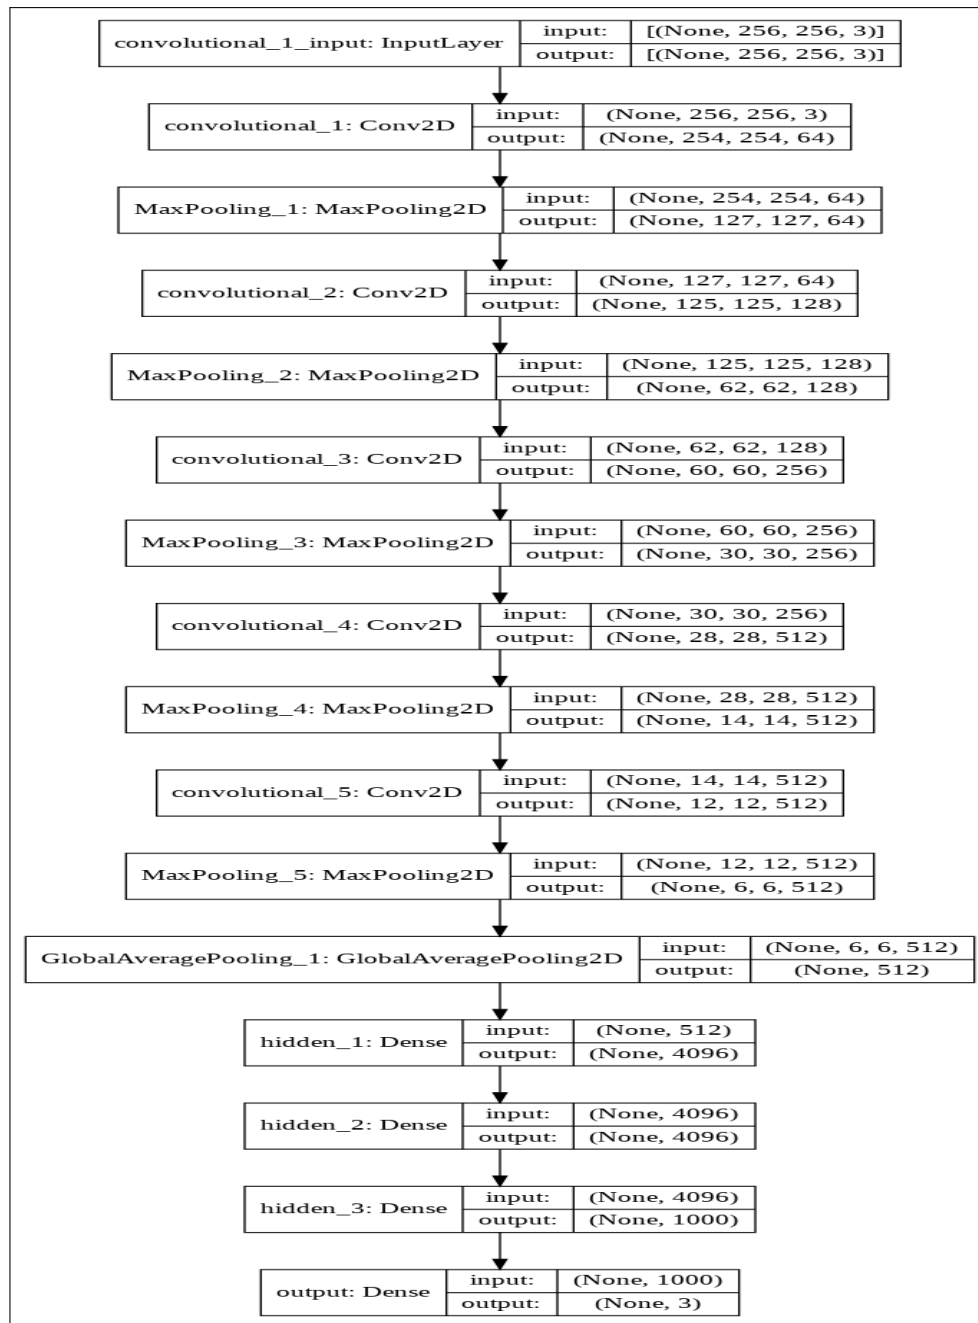 convolutional_1_input: InputLayer
input: [(None, 256, 256, 3)]
output: [(None, 256, 256, 3)]
convolutional_1: Conv2D
input: (None, 256, 256, 3)
output: (None, 254, 254, 64)
MaxPooling_1: MaxPooling2D
input: (None, 254, 254, 64)
output: (None, 127, 127, 64)
convolutional_2: Conv2D
input: (None, 127, 127, 64)
output: (None, 125, 125, 128)
MaxPooling_2: MaxPooling2D
input: (None, 125, 125, 128)
output: (None, 62, 62, 128)
convolutional_3: Conv2D
input: (None, 62, 62, 128)
output: (None, 60, 60, 256)
MaxPooling_3: MaxPooling2D
input: (None, 60, 60, 256)
output: (None, 30, 30, 256)
convolutional_4: Conv2D
input: (None, 30, 30, 256)
output: (None, 28, 28, 512)
MaxPooling_4: MaxPooling2D
input: (None, 28, 28, 512)
output: (None, 14, 14, 512)
convolutional_5: Conv2D
input: (None, 14, 14, 512)
output: (None, 12, 12, 512)
MaxPooling_5: MaxPooling2D
input: (None, 12, 12, 512)
output: (None, 6, 6, 512)
GlobalAveragePooling_1: GlobalAveragePooling2D
input: (None, 6, 6, 512)
output: (None, 512)
hidden_1: Dense
input: (None, 512)
output: (None, 4096)
hidden_2: Dense
input: (None, 4096)
output: (None, 4096)
hidden_3: Dense
input: (None, 4096)
output: (None, 1000)
output: Dense
input: (None, 1000)
output: (None, 3)